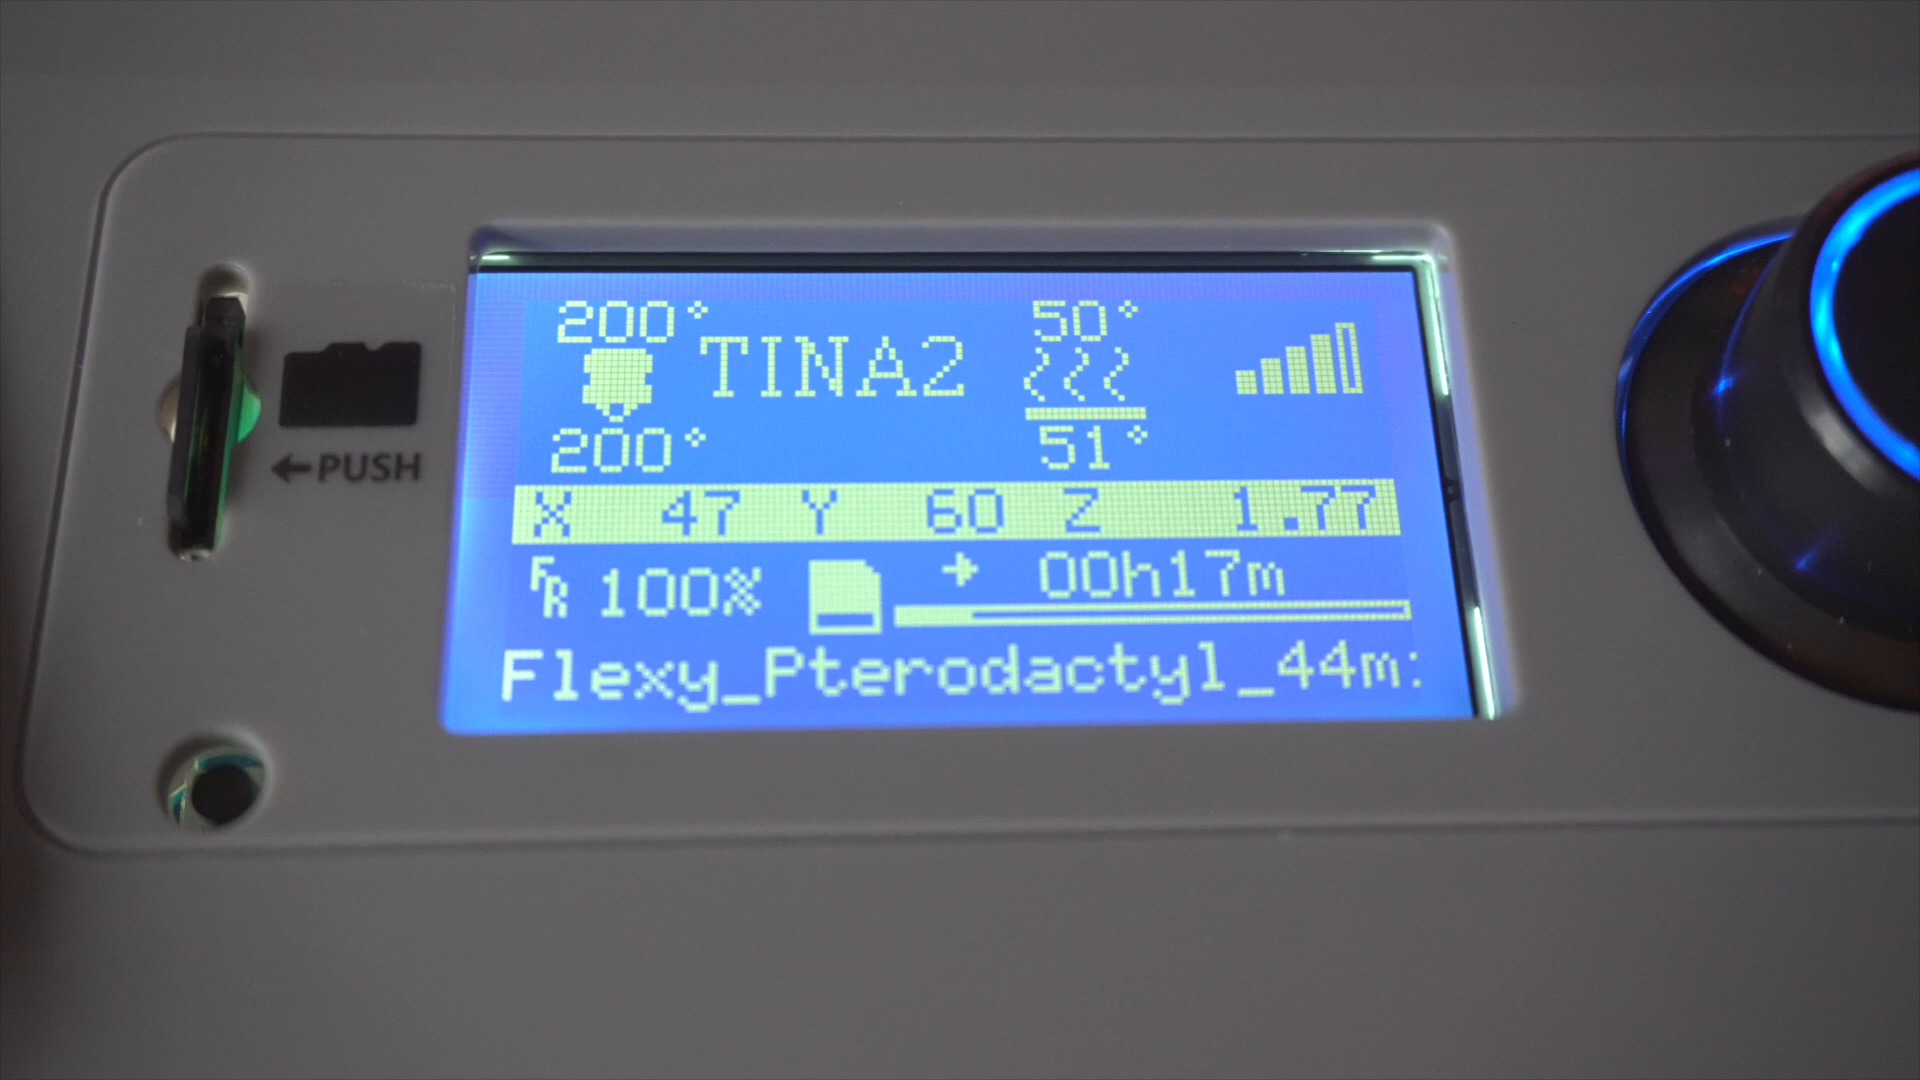 200° 50°
TINA2
200° 51°
←PUSH
X 47 Y 60 Z 1.77
FR 100% → 00h17m
Flexy_Pterodactyl_44m: